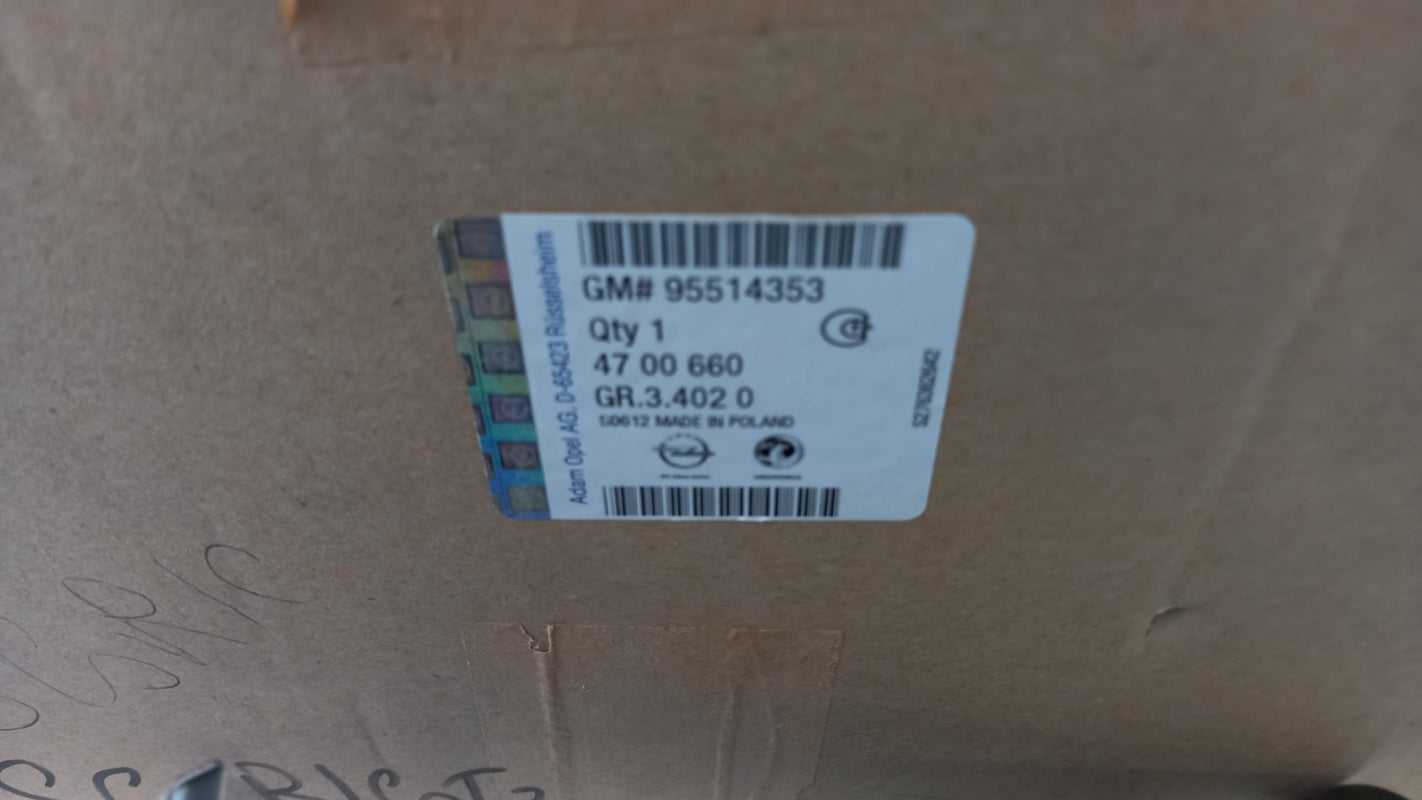 GM# 95514353
Qty 1
47 00 660
GR.3.402 0
S0612 MADE IN POLAND
Adam Opel AG, D-65423 Rüsselsheim